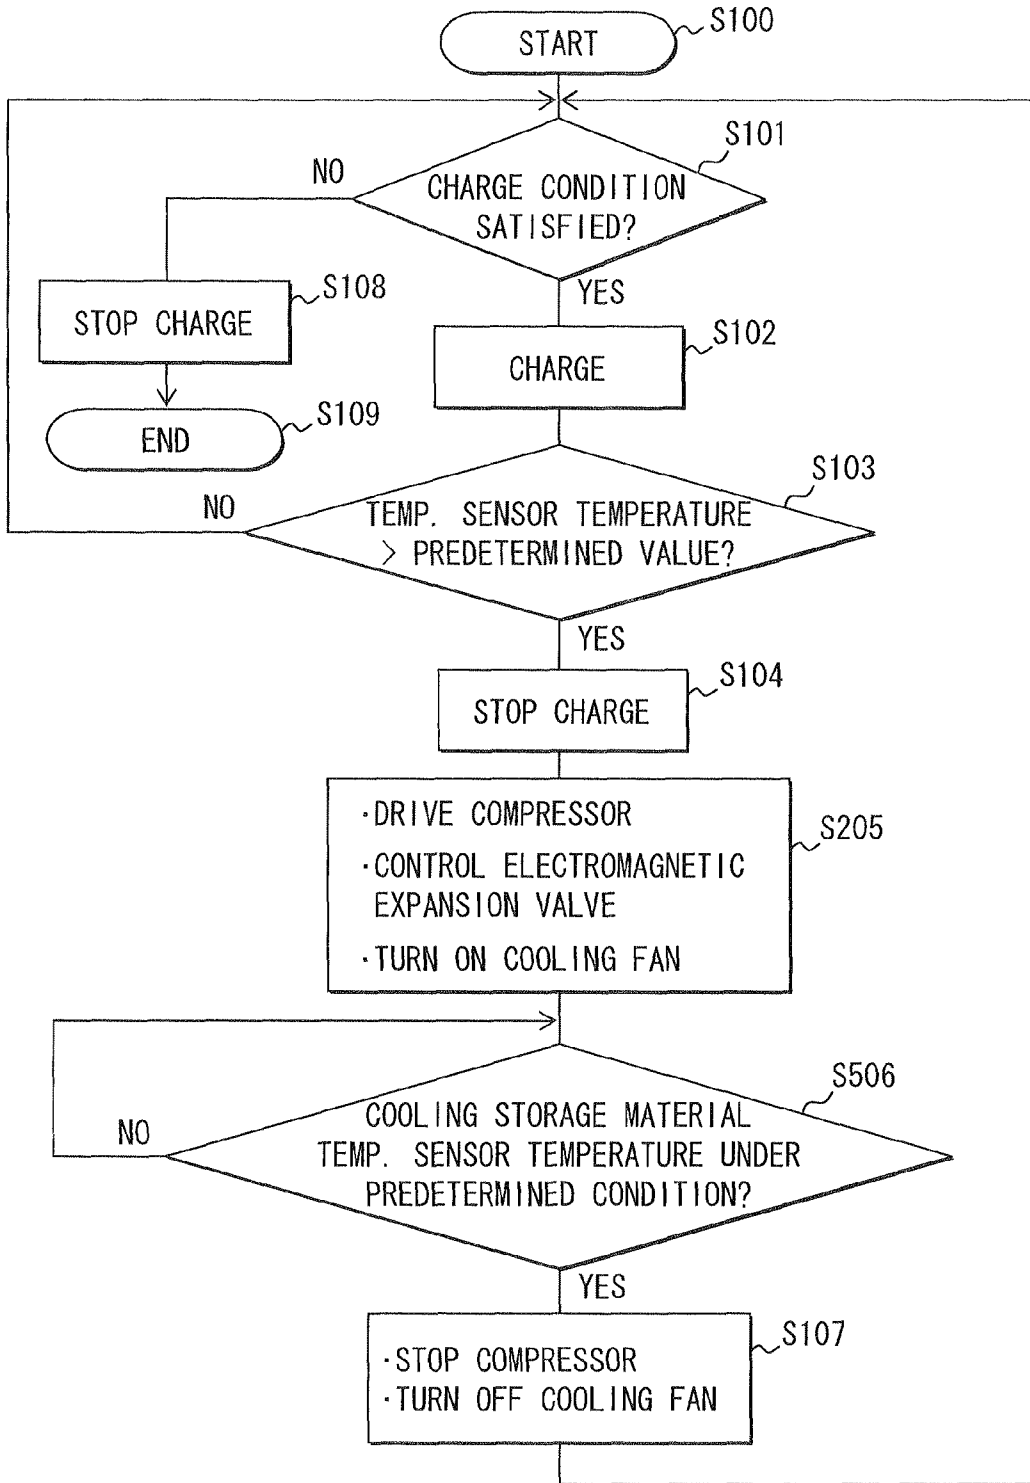 START
S100
S101
NO
CHARGE CONDITION
SATISFIED?
YES
S108
STOP CHARGE
S102
CHARGE
S109
END
S103
NO
TEMP. SENSOR TEMPERATURE
> PREDETERMINED VALUE?
YES
S104
STOP CHARGE
S205
·DRIVE COMPRESSOR
·CONTROL ELECTROMAGNETIC
EXPANSION VALVE
·TURN ON COOLING FAN
S506
NO
COOLING STORAGE MATERIAL
TEMP. SENSOR TEMPERATURE UNDER
PREDETERMINED CONDITION?
YES
S107
·STOP COMPRESSOR
·TURN OFF COOLING FAN